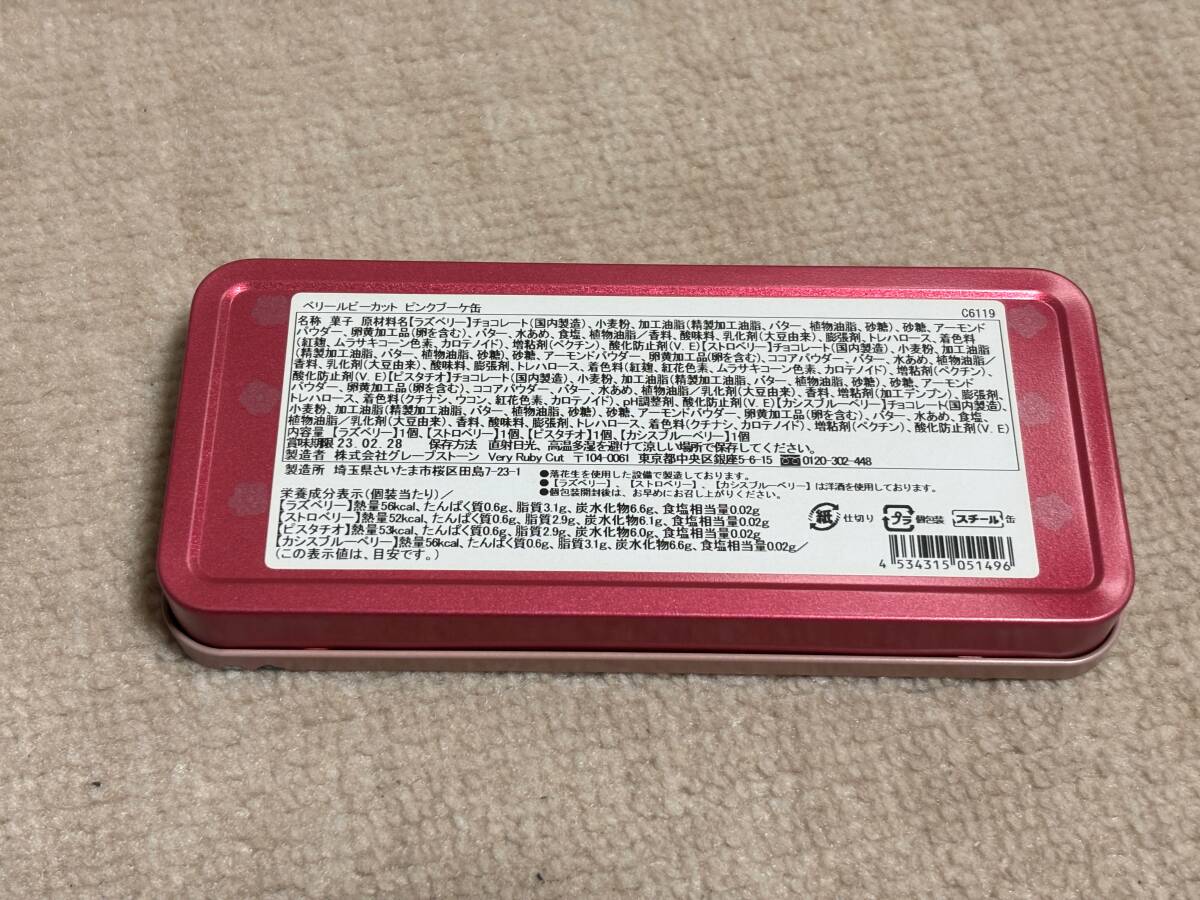 ベリールビーカット ピンクブーケ缶
C6119
名称 菓子 原材料名【ラズベリー】チョコレート(国内製造)、小麦粉、加工油脂(精製加工油脂、バター、植物油脂、砂糖)、砂糖、アーモンド
パウダー、卵黄加工品(卵を含む)、バター、水あめ、食塩、植物油脂/香料、酸味料、乳化剤(大豆由来)、膨張剤、トレハロース、着色料
(紅麹、ムラサキコーン色素、カロテノイド)、増粘剤(ペクチン)、酸化防止剤(V.E)【ストロベリー】チョコレート(国内製造)、小麦粉、加工油脂
(精製加工油脂、バター、植物油脂、砂糖)、砂糖、アーモンドパウダー、卵黄加工品(卵を含む)、ココアパウダー、バター、水あめ、植物油脂/
香料、乳化剤(大豆由来)、酸味料、膨張剤、トレハロース、着色料(紅麹、紅花色素、ムラサキコーン色素、カロテノイド)、増粘剤(ペクチン)、
酸化防止剤(V.E)【ピスタチオ】チョコレート(国内製造)、小麦粉、加工油脂(精製加工油脂、バター、植物油脂、砂糖)、砂糖、アーモンド
パウダー、卵黄加工品(卵を含む)、ココアパウダー、バター、水あめ、植物油脂/乳化剤(大豆由来)、香料、増粘剤(加工デンプン)、膨張剤、
トレハロース、着色料(クチナシ、ウコン、紅花色素、カロテノイド)、pH調整剤、酸化防止剤(V.E)【カシスブルーベリー】チョコレート(国内製造)、
小麦粉、加工油脂(精製加工油脂、バター、植物油脂、砂糖)、砂糖、アーモンドパウダー、卵黄加工品(卵を含む)、バター、水あめ、食塩、
植物油脂/乳化剤(大豆由来)、香料、酸味料、膨張剤、トレハロース、着色料(クチナシ、カロテノイド)、増粘剤(ペクチン)、酸化防止剤(V.E)
内容量 【ラズベリー】1個、【ストロベリー】1個、【ピスタチオ】1個、【カシスブルーベリー】1個
賞味期限 23.02.28 保存方法 直射日光、高温多湿を避けて涼しい場所で保存してください。
製造者 株式会社グレープストーン Very Ruby Cut 〒104-0061 東京都中央区銀座5-6-15 ☎0120-302-448
製造所 埼玉県さいたま市桜区田島7-23-1
●落花生を使用した設備で製造しております。
●【ラズベリー】、【ストロベリー】、【カシスブルーベリー】は洋酒を使用しております。
●個包装開封後は、お早めにお召し上がりください。
栄養成分表示(個装当たり)/
【ラズベリー】熱量56kcal、たんぱく質0.6g、脂質3.1g、炭水化物6.6g、食塩相当量0.02g/
【ストロベリー】熱量52kcal、たんぱく質0.6g、脂質2.9g、炭水化物6.1g、食塩相当量0.02g/
【ピスタチオ】熱量53kcal、たんぱく質0.6g、脂質2.9g、炭水化物6.0g、食塩相当量0.02g/
【カシスブルーベリー】熱量56kcal、たんぱく質0.6g、脂質3.1g、炭水化物6.6g、食塩相当量0.02g/
(この表示値は、目安です。)
紙 仕切り プラ 個包装 スチール 缶
4 534315 051496